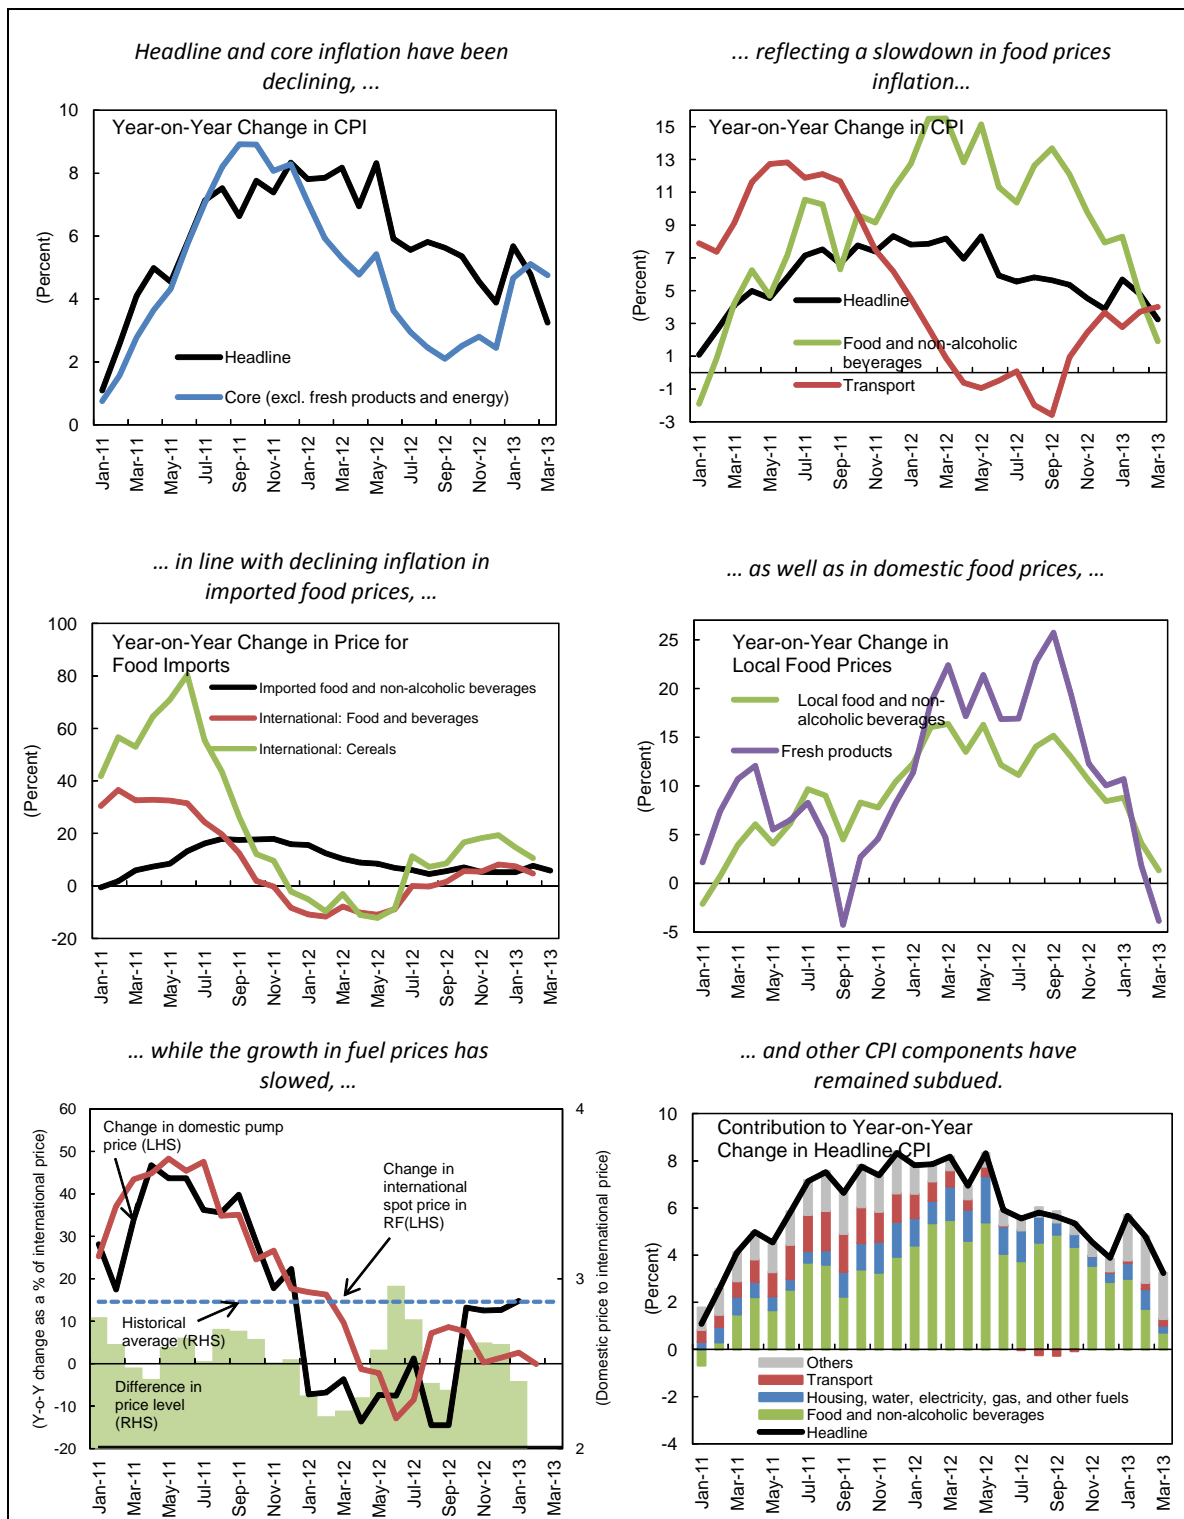 Headline and core inflation have been
declining, ...
Year-on-Year Change in CPI
(Percent)
10
8
6
4
2
0
Headline
Core (excl. fresh products and energy)
Jan-11
Mar-11
May-11
Jul-11
Sep-11
Nov-11
Jan-12
Mar-12
May-12
Jul-12
Sep-12
Nov-12
Jan-13
Mar-13
... reflecting a slowdown in food prices
inflation…
Year-on-Year Change in CPI
(Percent)
15
13
11
9
7
5
3
1
-1
-3
Headline
Food and non-alcoholic
beverages
Transport
Jan-11
Mar-11
May-11
Jul-11
Sep-11
Nov-11
Jan-12
Mar-12
May-12
Jul-12
Sep-12
Nov-12
Jan-13
Mar-13
… in line with declining inflation in
imported food prices, …
Year-on-Year Change in Price for
Food Imports
(Percent)
100
80
60
40
20
0
-20
Imported food and non-alcoholic beverages
International: Food and beverages
International: Cereals
Jan-11
Mar-11
May-11
Jul-11
Sep-11
Nov-11
Jan-12
Mar-12
May-12
Jul-12
Sep-12
Nov-12
Jan-13
Mar-13
… as well as in domestic food prices, …
Year-on-Year Change in
Local Food Prices
(Percent)
25
20
15
10
5
0
-5
Local food and non-
alcoholic beverages
Fresh products
Jan-11
Mar-11
May-11
Jul-11
Sep-11
Nov-11
Jan-12
Mar-12
May-12
Jul-12
Sep-12
Nov-12
Jan-13
Mar-13
… while the growth in fuel prices has
slowed, …
(Y-o-Y change as a % of international price)
60
50
40
30
20
10
0
-10
-20
Change in domestic pump
price (LHS)
Change in
international
spot price in
RF(LHS)
Historical
average (RHS)
Difference in
price level
(RHS)
4
3
2
(Domestic price to international price)
Jan-11
Mar-11
May-11
Jul-11
Sep-11
Nov-11
Jan-12
Mar-12
May-12
Jul-12
Sep-12
Nov-12
Jan-13
Mar-13
… and other CPI components have
remained subdued.
Contribution to Year-on-Year
Change in Headline CPI
(Percent)
10
8
6
4
2
0
-2
-4
Others
Transport
Housing, water, electricity, gas, and other fuels
Food and non-alcoholic beverages
Headline
Jan-11
Mar-11
May-11
Jul-11
Sep-11
Nov-11
Jan-12
Mar-12
May-12
Jul-12
Sep-12
Nov-12
Jan-13
Mar-13